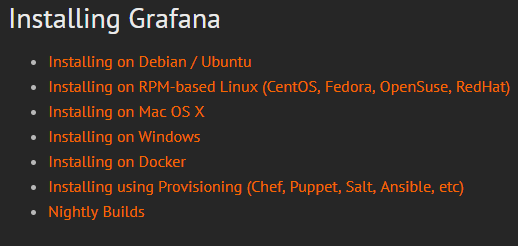 Installing Grafana
Installing on Debian / Ubuntu
Installing on RPM-based Linux (CentOS, Fedora, OpenSuse, RedHat)
Installing on Mac OS X
Installing on Windows
Installing on Docker
Installing using Provisioning (Chef, Puppet, Salt, Ansible, etc)
Nightly Builds